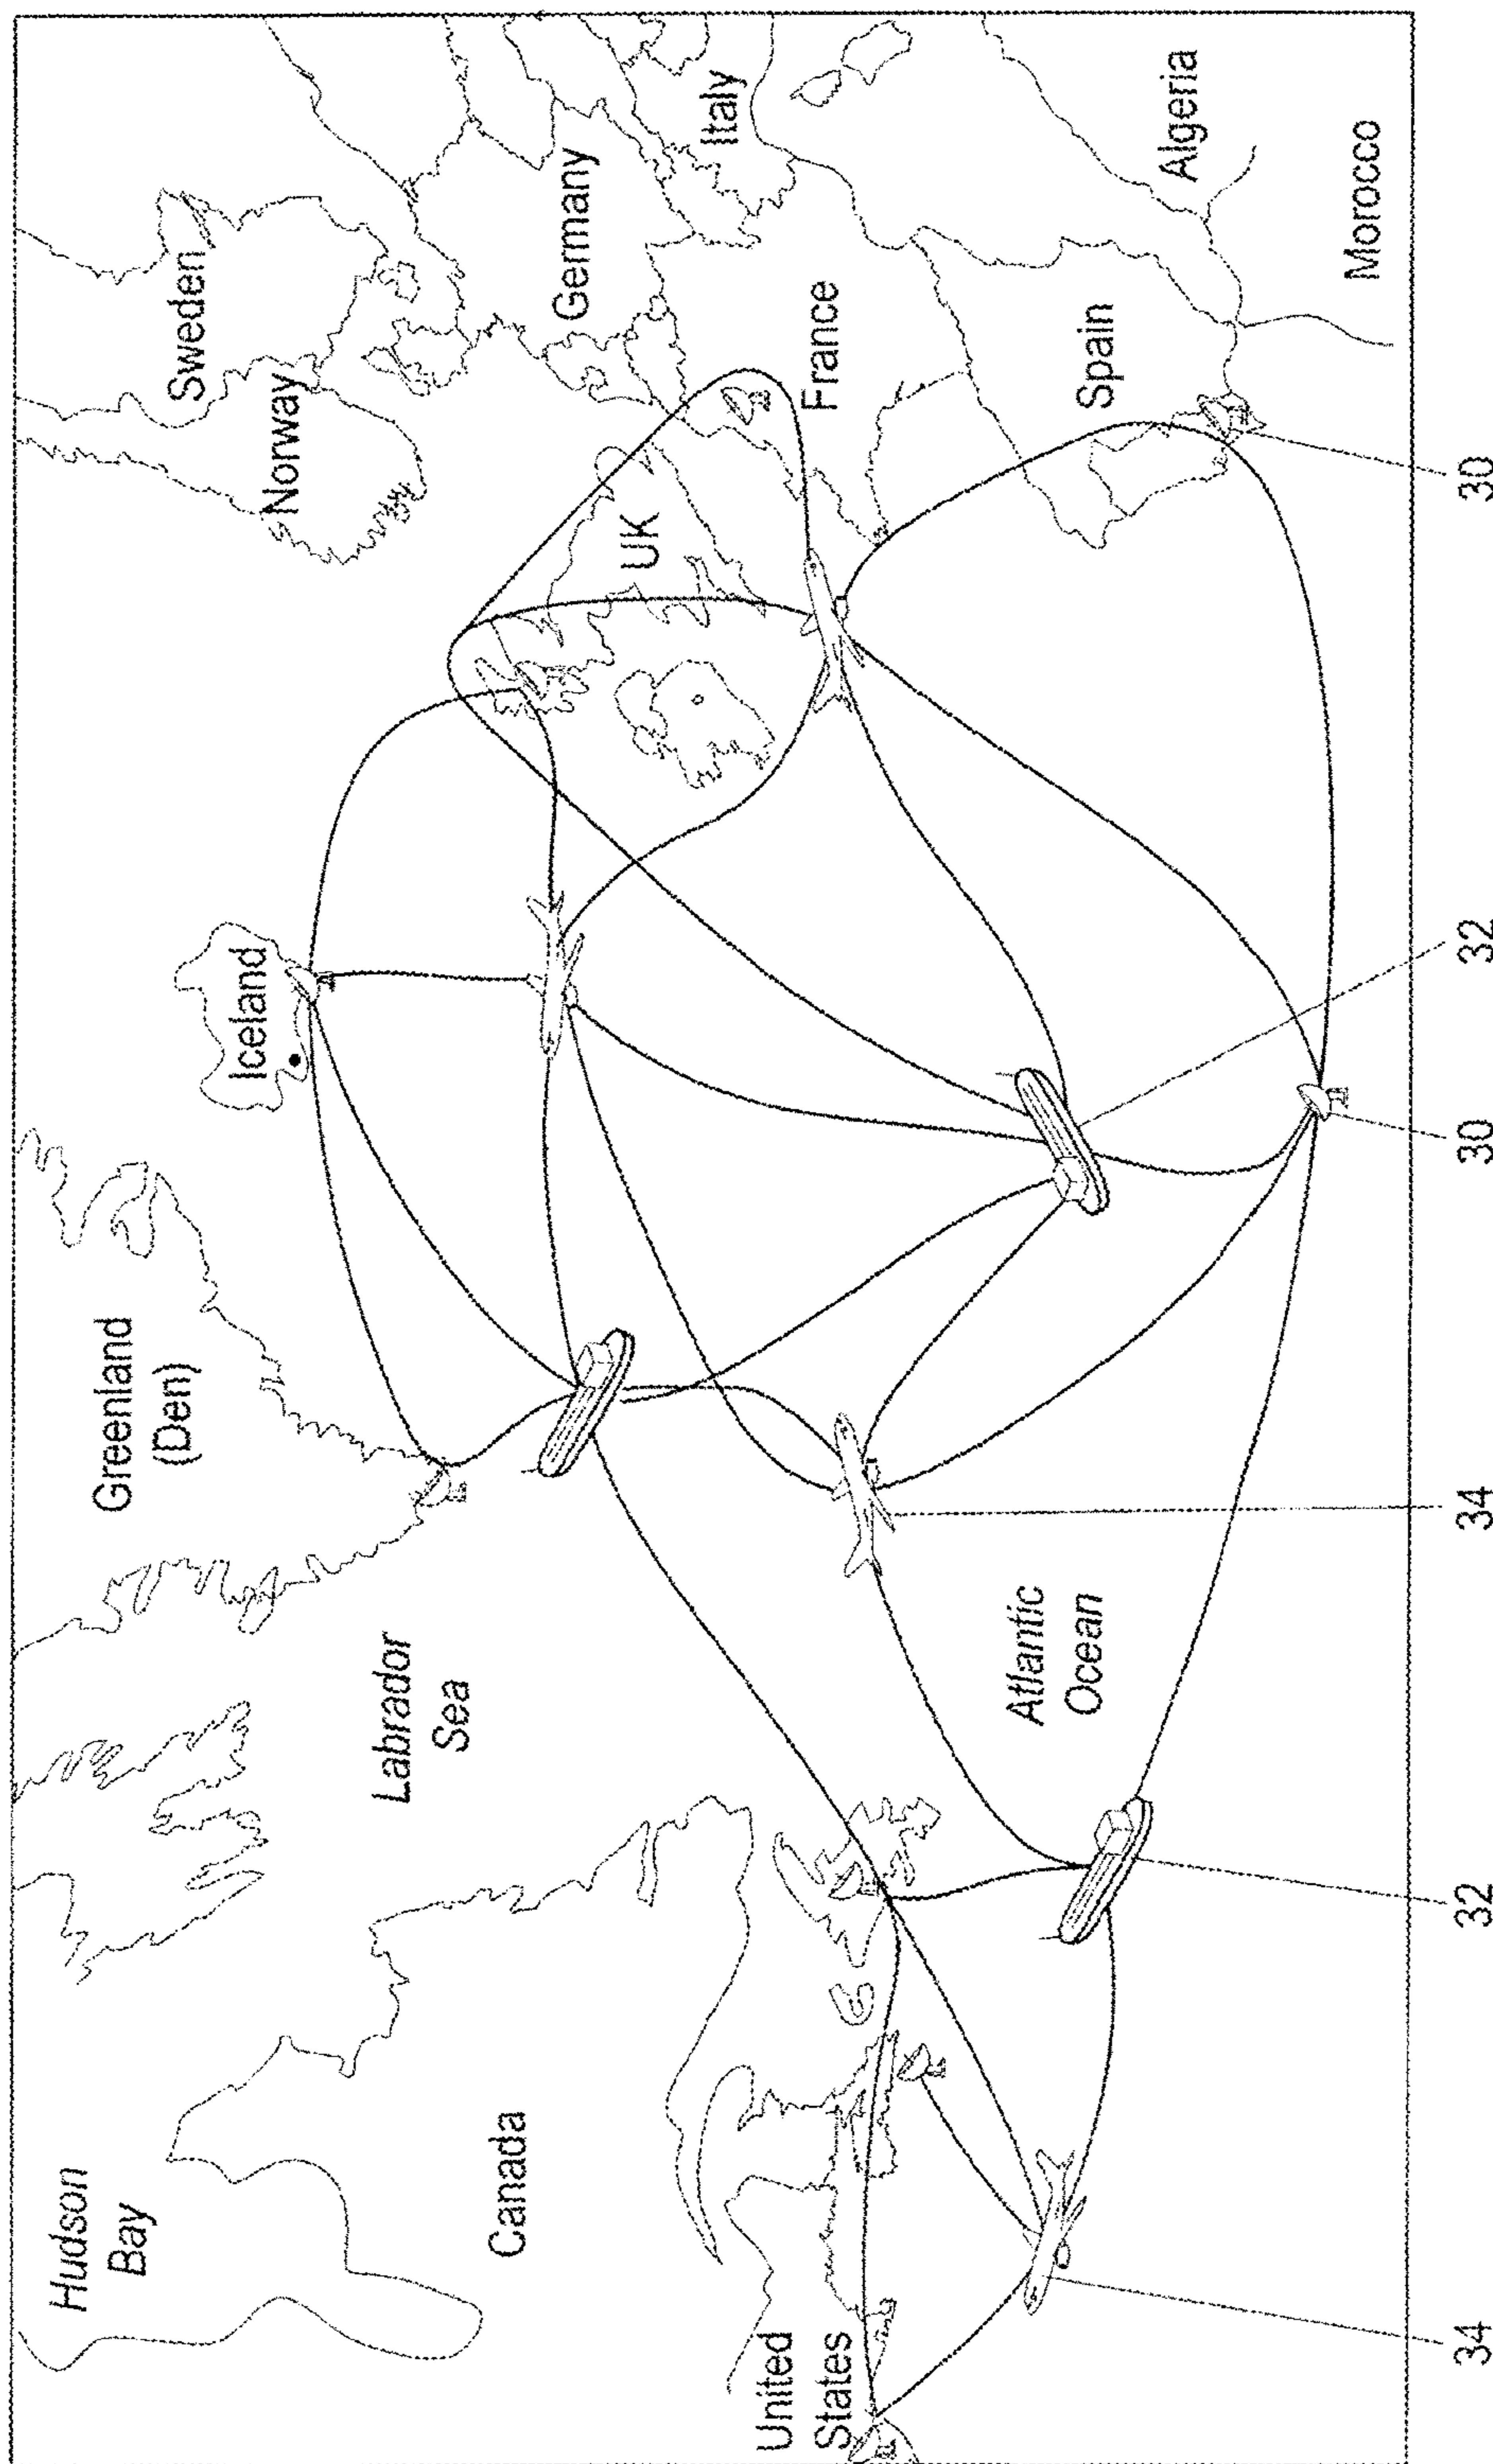 Hudson
Bay
Greenland
(Den)
Iceland
Sweden
Norway
Labrador
Sea
Canada
UK
Germany
Italy
United
States
France
Atlantic
Ocean
Spain
Algeria
Morocco
34
32
34
30
32
30